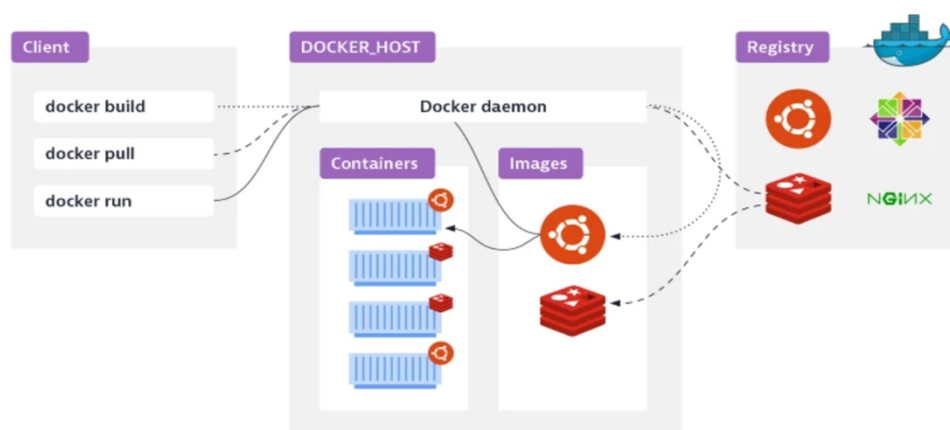 Client
docker build
docker pull
docker run
DOCKER_HOST
Docker daemon
Containers
Images
Registry
NGINX